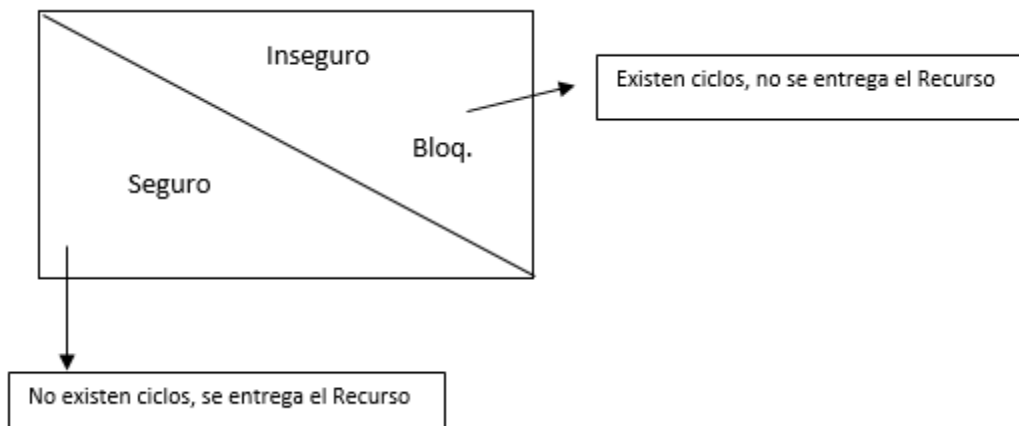 Inseguro
Existen ciclos, no se entrega el Recurso
Bloq.
Seguro
No existen ciclos, se entrega el Recurso